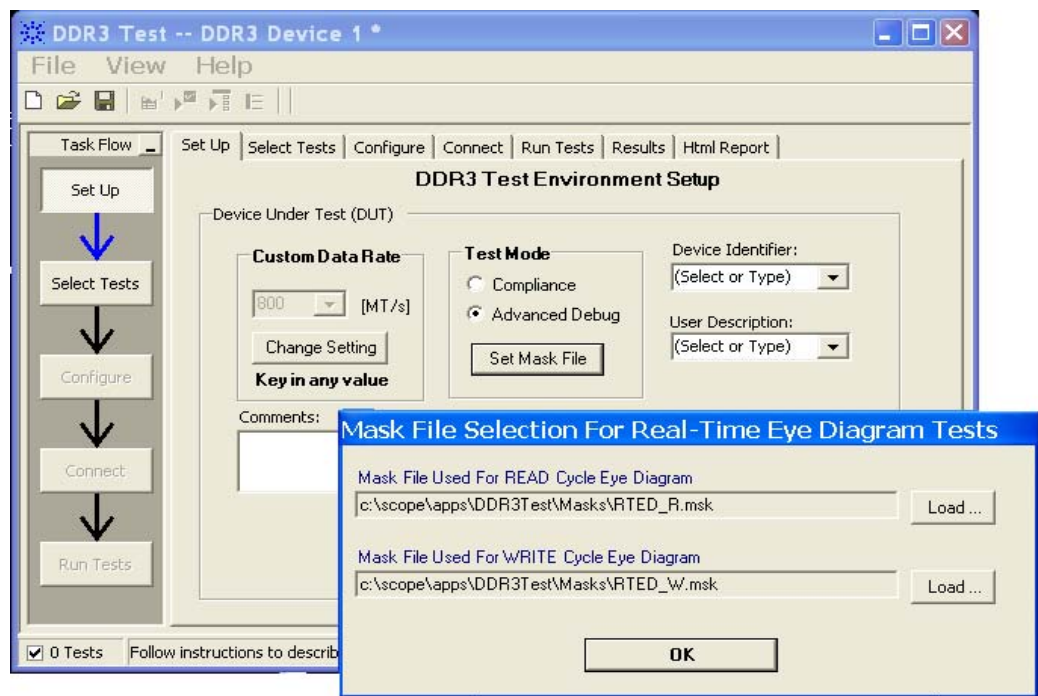 DDR3 Test -- DDR3 Device 1 *
File View Help
Task Flow
Set Up
Select Tests
Configure
Connect
Run Tests
Set Up Select Tests Configure Connect Run Tests Results Html Report
DDR3 Test Environment Setup
Device Under Test (DUT)
Custom Data Rate
800 [MT/s]
Change Setting
Key in any value
Test Mode
Compliance
Advanced Debug
Set Mask File
Device Identifier:
(Select or Type)
User Description:
(Select or Type)
Comments:
Mask File Selection For Real-Time Eye Diagram Tests
Mask File Used For READ Cycle Eye Diagram
c:\scope\apps\DDR3Test\Masks\RTED_R.msk Load ...
Mask File Used For WRITE Cycle Eye Diagram
c:\scope\apps\DDR3Test\Masks\RTED_W.msk Load ...
OK
0 Tests Follow instructions to describ